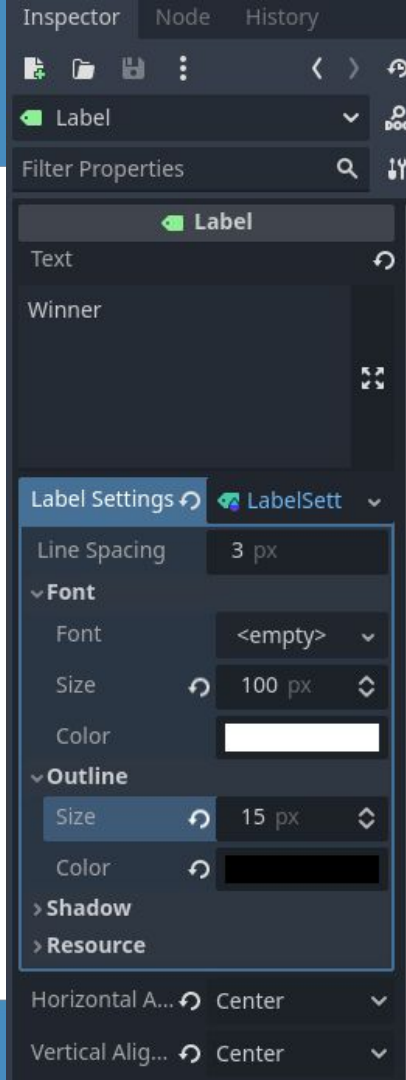 Inspector Node History
Label
DOC
Filter Properties
Label
Text
Winner
Label Settings LabelSett
Line Spacing 3 px
Font
Font <empty>
Size 100 px
Color
Outline
Size 15 px
Color
Shadow
Resource
Horizontal A... Center
Vertical Alig... Center